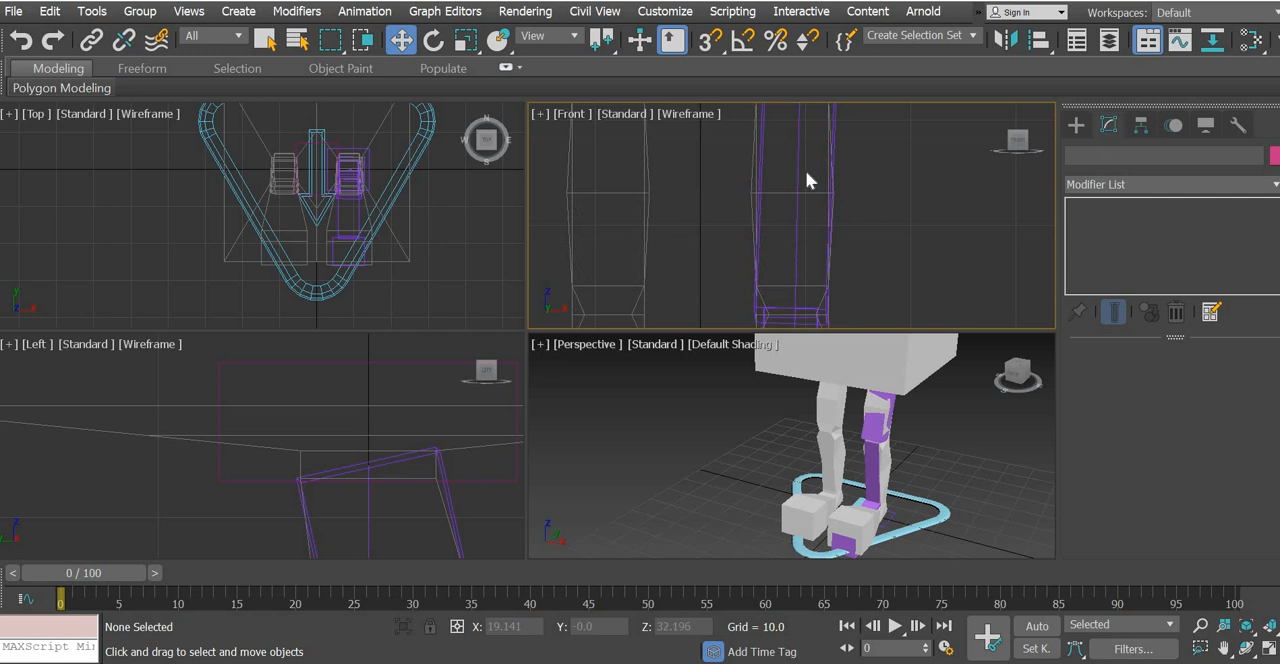 File Edit Tools Group Views Create Modifiers Animation Graph Editors Rendering Civil View Customize Scripting Interactive Content Arnold » Sign In Workspaces: Default
All View Create Selection Set
Modeling Freeform Selection Object Paint Populate
Polygon Modeling
[+] [Top ] [Standard ] [Wireframe ]
[+] [Front ] [Standard ] [Wireframe ]
N
W E
S
TOP
Modifier List
y
z x
z
y x
[+] [Left ] [Standard ] [Wireframe ]
[+] [Perspective ] [Standard ] [Default Shading ]
LEFT
z
y x
z
y x
< 0 / 100 >
0 5 10 15 20 25 30 35 40 45 50 55 60 65 70 75 80 85 90 95 100
None Selected X: 19.141 Y: -0.0 Z: 32.196 Grid = 10.0 Auto Selected
MAXScript Mi Click and drag to select and move objects Add Time Tag 0 Set K. Filters...